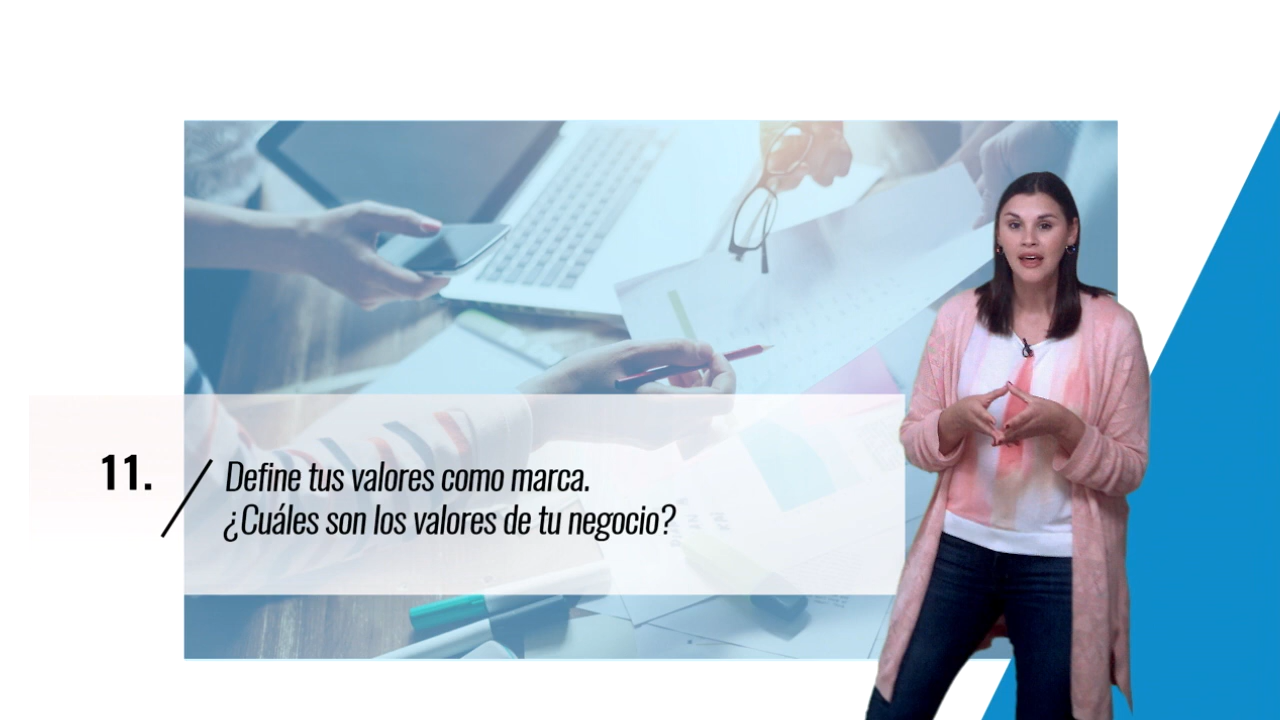 11.
Define tus valores como marca.
¿Cuáles son los valores de tu negocio?